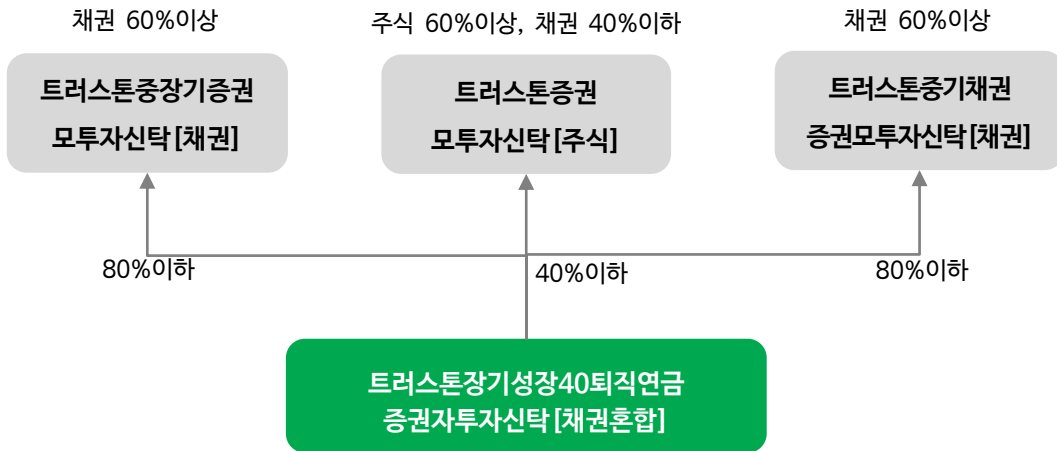 채권 60%이상
주식 60%이상, 채권 40%이하
채권 60%이상
트러스톤중장기증권
모투자신탁[채권]
트러스톤증권
모투자신탁[주식]
트러스톤중기채권
증권모투자신탁[채권]
80%이하
40%이하
80%이하
트러스톤장기성장40퇴직연금
증권자투자신탁[채권혼합]